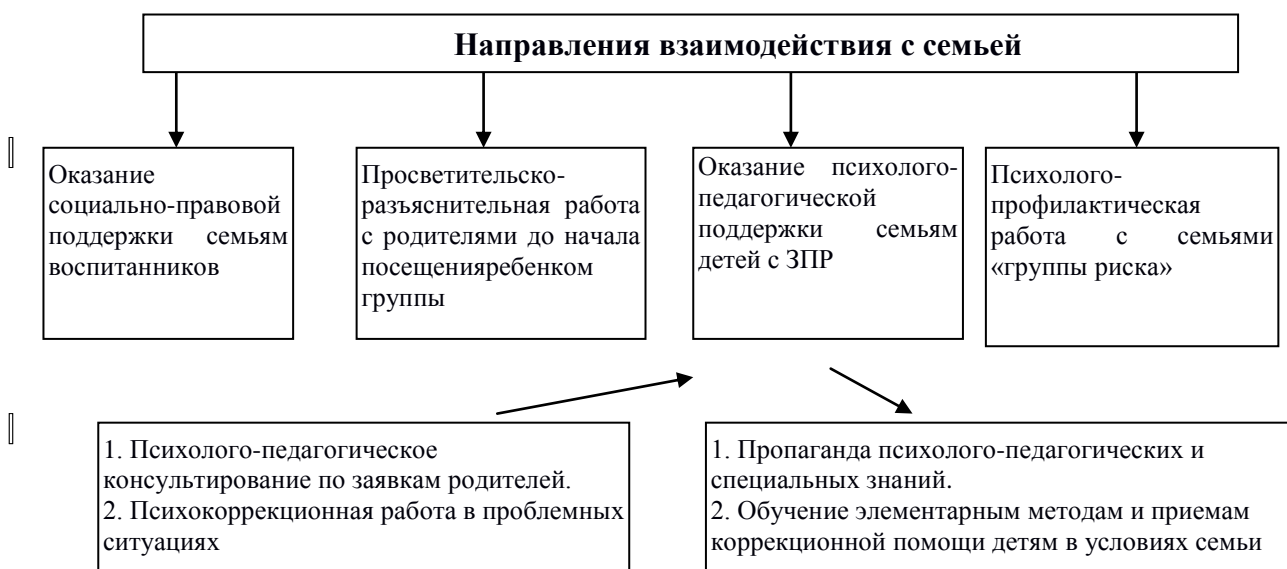 Направления взаимодействия с семьей
Оказание
социально-правовой
поддержки семьям
воспитанников
Просветительско-
разъяснительная работа
с родителями до начала
посещенияребенком
группы
Оказание психолого-
педагогической
поддержки семьям
детей с ЗПР
Психолого-
профилактическая
работа с семьями
«группы риска»
1. Психолого-педагогическое
консультирование по заявкам родителей.
2. Психокоррекционная работа в проблемных
ситуациях
1. Пропаганда психолого-педагогических и
специальных знаний.
2. Обучение элементарным методам и приемам
коррекционной помощи детям в условиях семьи